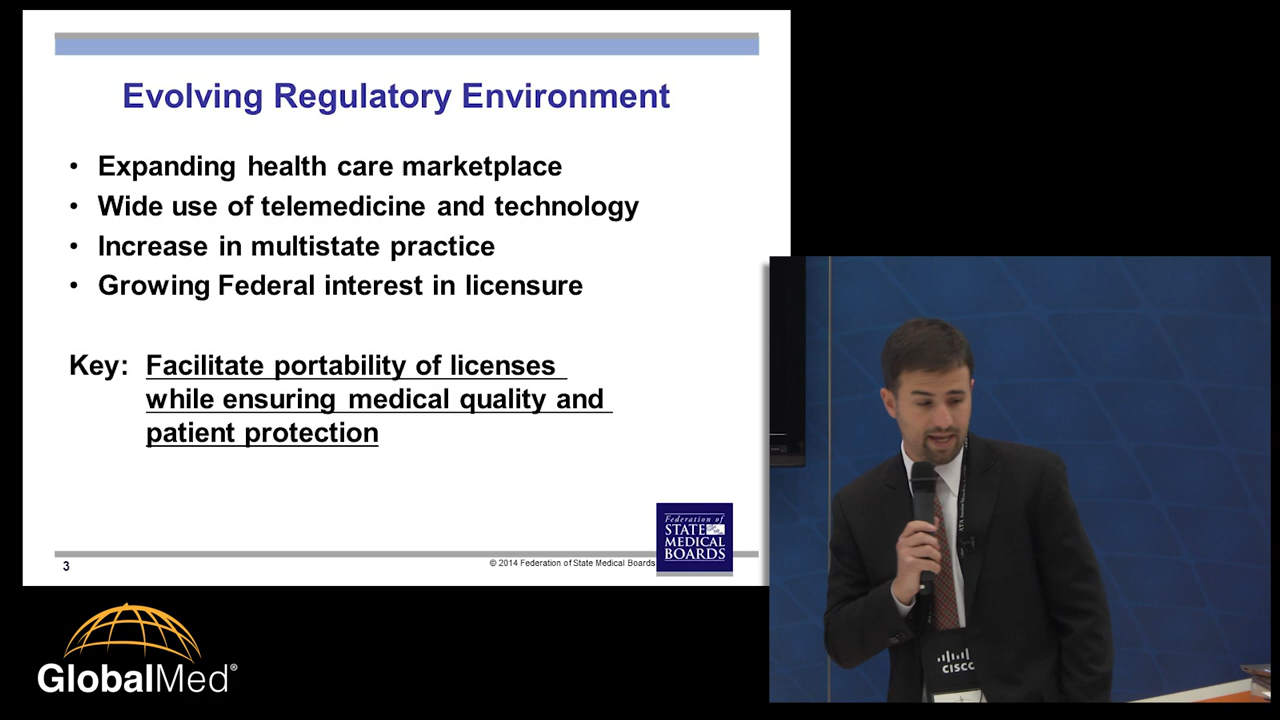 Evolving Regulatory Environment
• Expanding health care marketplace
• Wide use of telemedicine and technology
• Increase in multistate practice
• Growing Federal interest in licensure
Key: Facilitate portability of licenses
while ensuring medical quality and
patient protection
Federation of
STATE
MEDICAL
BOARDS
3
© 2014 Federation of State Medical Boards
GlobalMed®
ATA
CISCO